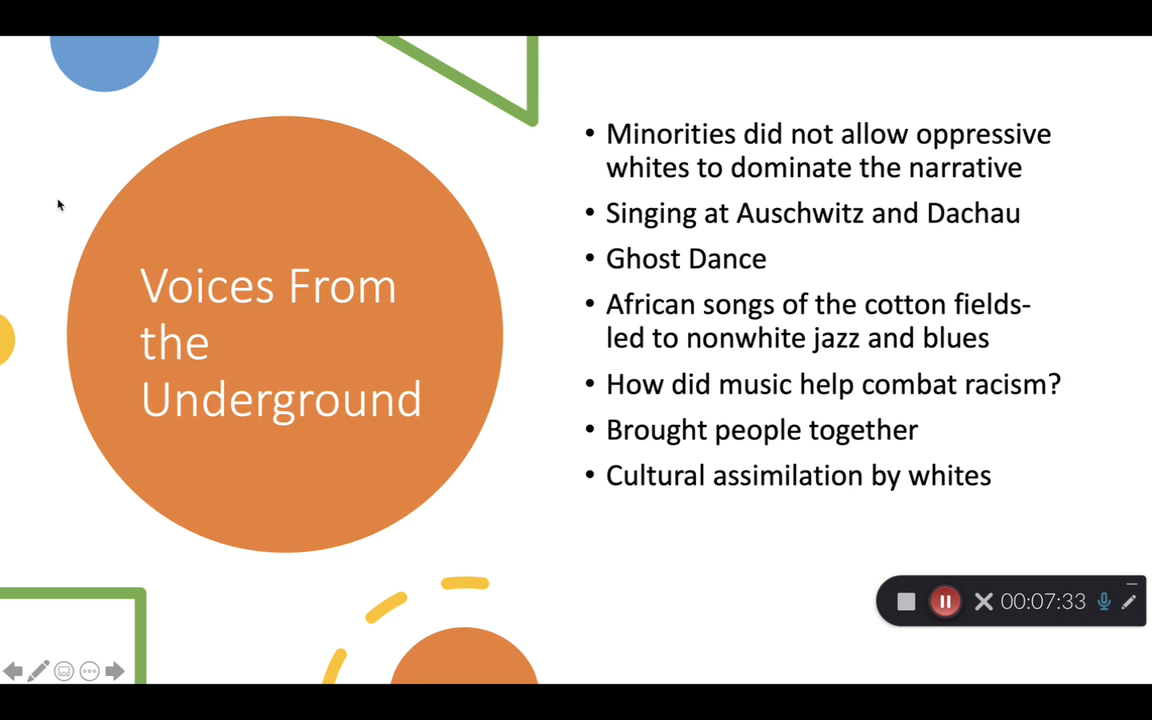 Voices From
the
Underground
• Minorities did not allow oppressive
whites to dominate the narrative
• Singing at Auschwitz and Dachau
• Ghost Dance
• African songs of the cotton fields-
led to nonwhite jazz and blues
• How did music help combat racism?
• Brought people together
• Cultural assimilation by whites
00:07:33